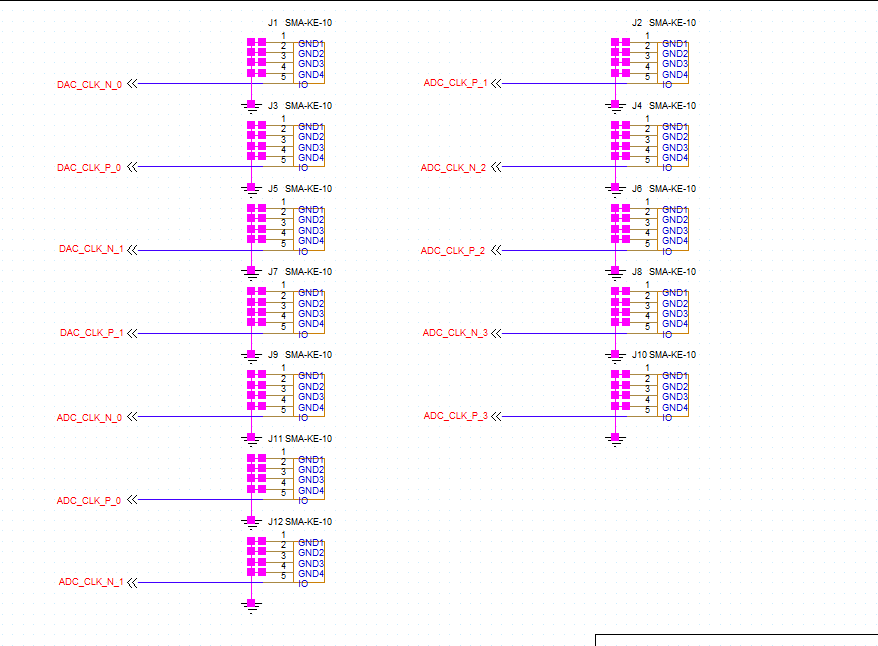 J1 SMA-KE-10
1 GND1
2 GND2
3 GND3
4 GND4
5 IO
DAC_CLK_N_0
J3 SMA-KE-10
1 GND1
2 GND2
3 GND3
4 GND4
5 IO
DAC_CLK_P_0
J5 SMA-KE-10
1 GND1
2 GND2
3 GND3
4 GND4
5 IO
DAC_CLK_N_1
J7 SMA-KE-10
1 GND1
2 GND2
3 GND3
4 GND4
5 IO
DAC_CLK_P_1
J9 SMA-KE-10
1 GND1
2 GND2
3 GND3
4 GND4
5 IO
ADC_CLK_N_0
J11 SMA-KE-10
1 GND1
2 GND2
3 GND3
4 GND4
5 IO
ADC_CLK_P_0
J12 SMA-KE-10
1 GND1
2 GND2
3 GND3
4 GND4
5 IO
ADC_CLK_N_1
J2 SMA-KE-10
1 GND1
2 GND2
3 GND3
4 GND4
5 IO
ADC_CLK_P_1
J4 SMA-KE-10
1 GND1
2 GND2
3 GND3
4 GND4
5 IO
ADC_CLK_N_2
J6 SMA-KE-10
1 GND1
2 GND2
3 GND3
4 GND4
5 IO
ADC_CLK_P_2
J8 SMA-KE-10
1 GND1
2 GND2
3 GND3
4 GND4
5 IO
ADC_CLK_N_3
J10 SMA-KE-10
1 GND1
2 GND2
3 GND3
4 GND4
5 IO
ADC_CLK_P_3